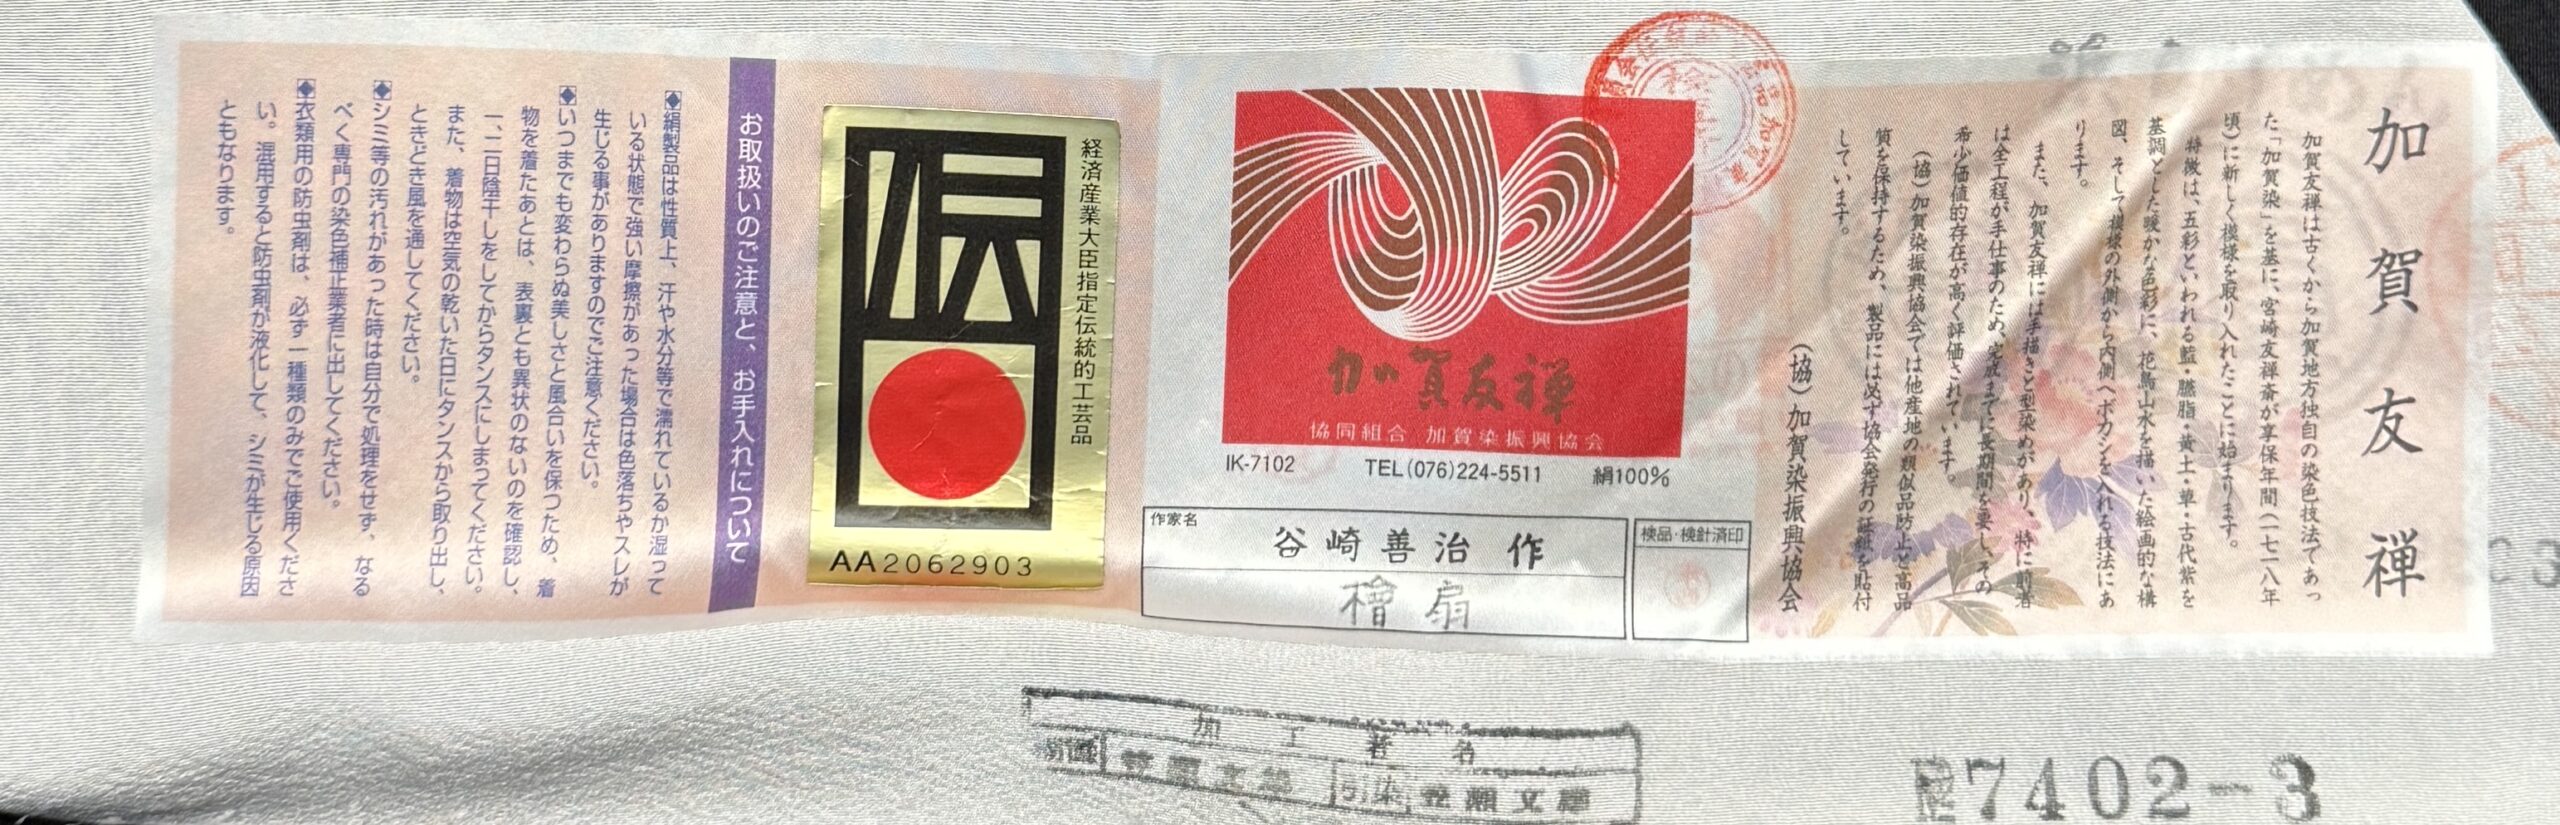 加賀友禅
加賀友禅は古くから加賀地方独自の染色技法であっ
た「加賀染」を基に、宮崎友禅斎が享保年間(一七一八年
頃)に新しく模様を取り入れたことに始まります。
特徴は、五彩といわれる藍・臙脂・黄土・草・古代紫を
基調とした暖かな色彩に、花鳥山水を描いた絵画的な構
図、そして模様の外側から内側へボカシを入れる技法にあ
ります。
また、加賀友禅には手描きと型染めがあり、特に前者
は全工程が手仕事のため、完成までに長期間を要し、その
希少価値的存在が高く評価されています。
(協)加賀染振興協会では他産地の類似品防止と高品
質を保持するため、製品には必ず協会発行の証紙を貼付
しています。
(協)加賀染振興協会
加賀友禅
協同組合 加賀染振興協会
IK-7102 TEL(076)224-5511 絹100%
作家名
谷崎善治 作
檜扇
検品・検針済印
経済産業大臣指定伝統的工芸品
伝
AA2062903
お取扱いのご注意と、お手入れについて
◆絹製品は性質上、汗や水分等で濡れているか湿って
いる状態で強い摩擦があった場合は色落ちやスレが
生じる事がありますのでご注意ください。
◆いつまでも変わらぬ美しさと風合いを保つため、着
物を着たあとは、表裏とも異状のないのを確認し、
一、二日陰干しをしてからタンスにしまってください。
また、着物は空気の乾いた日にタンスから取り出し、
ときどき風を通してください。
◆シミ等の汚れがあった時は自分で処理をせず、なる
べく専門の染色補正業者に出してください。
◆衣類用の防虫剤は、必ず一種類のみでご使用くださ
い。混用すると防虫剤が液化して、シミが生じる原因
ともなります。
加工者名
引染
7402-3